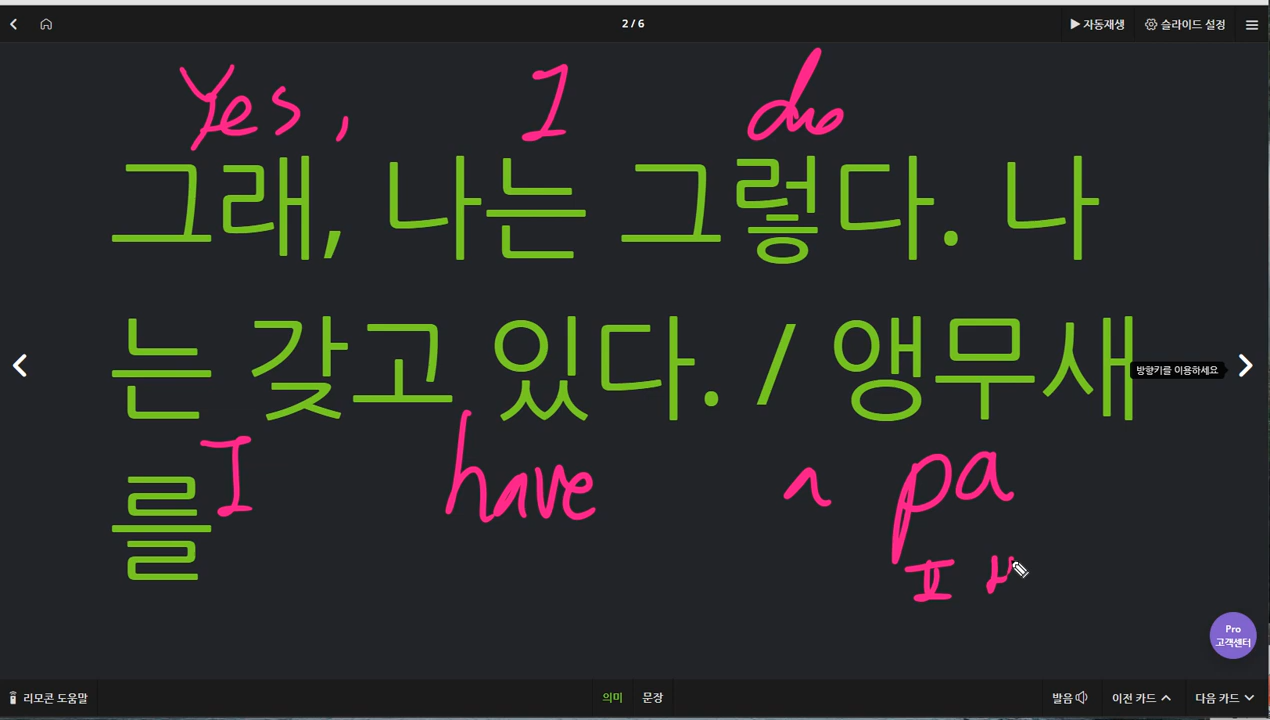 2 / 6
자동재생
슬라이드 설정
Yes, I do
그래, 나는 그렇다. 나
는 갖고 있다. / 앵무새
방향키를 이용하세요
I have a pa
를
ㅍ
Pro
고객센터
리모콘 도움말
의미
문장
발음
이전 카드
다음 카드